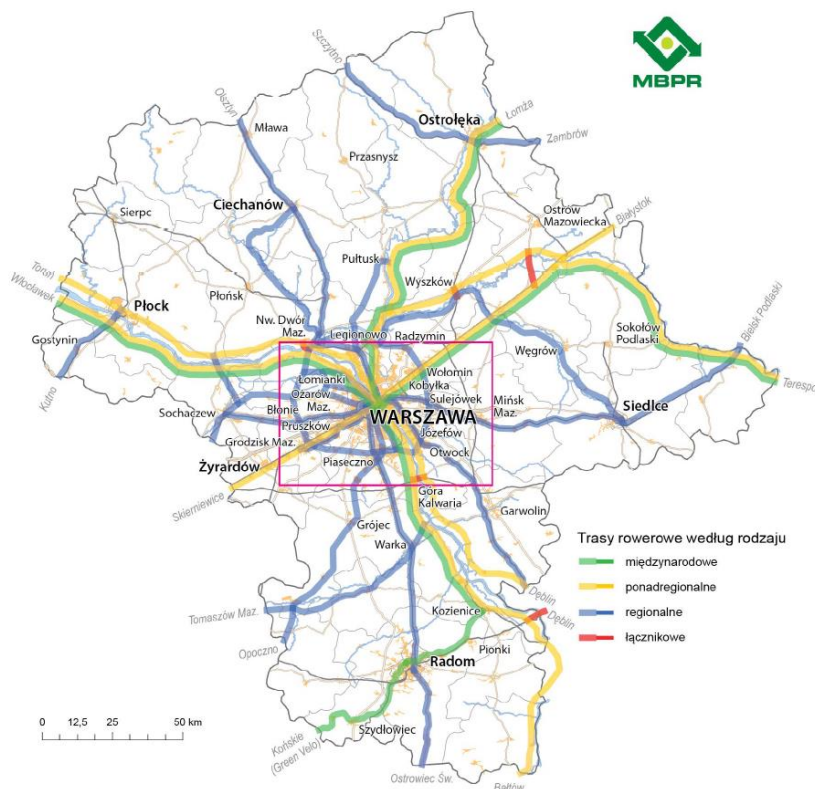 MBPR
Szczytno
Olsztyn
Mława
Ostrołęka
Łomża
Zambrów
Przasnysz
Ciechanów
Sierpc
Ostrów
Mazowiecka
Białystok
Pułtusk
Toruń
Włocławek
Płońsk
Wyszków
Płock
Nw. Dwór
Maz.
Legionowo
Radzymin
Sokołów
Podlaski
Bielsk Podlaski
Gostynin
Kutno
Węgrów
Wołomin
Kobyłka
Łomianki
Ożarów
Maz.
Sulejówek
Mińsk
Maz.
Terespol
Sochaczew
Błonie
WARSZAWA
Siedlce
Pruszków
Józefów
Grodzisk Maz.
Otwock
Piaseczno
Żyrardów
Skierniewice
Góra
Kalwaria
Garwolin
Grójec
Warka
Trasy rowerowe według rodzaju
międzynarodowe
ponadregionalne
regionalne
łącznikowe
Dęblin
Dęblin
Tomaszów Maz.
Kozienice
Opoczno
Pionki
Radom
0 12,5 25 50 km
Szydłowiec
Końskie
(Green Velo)
Ostrowiec Św.
Bałtów